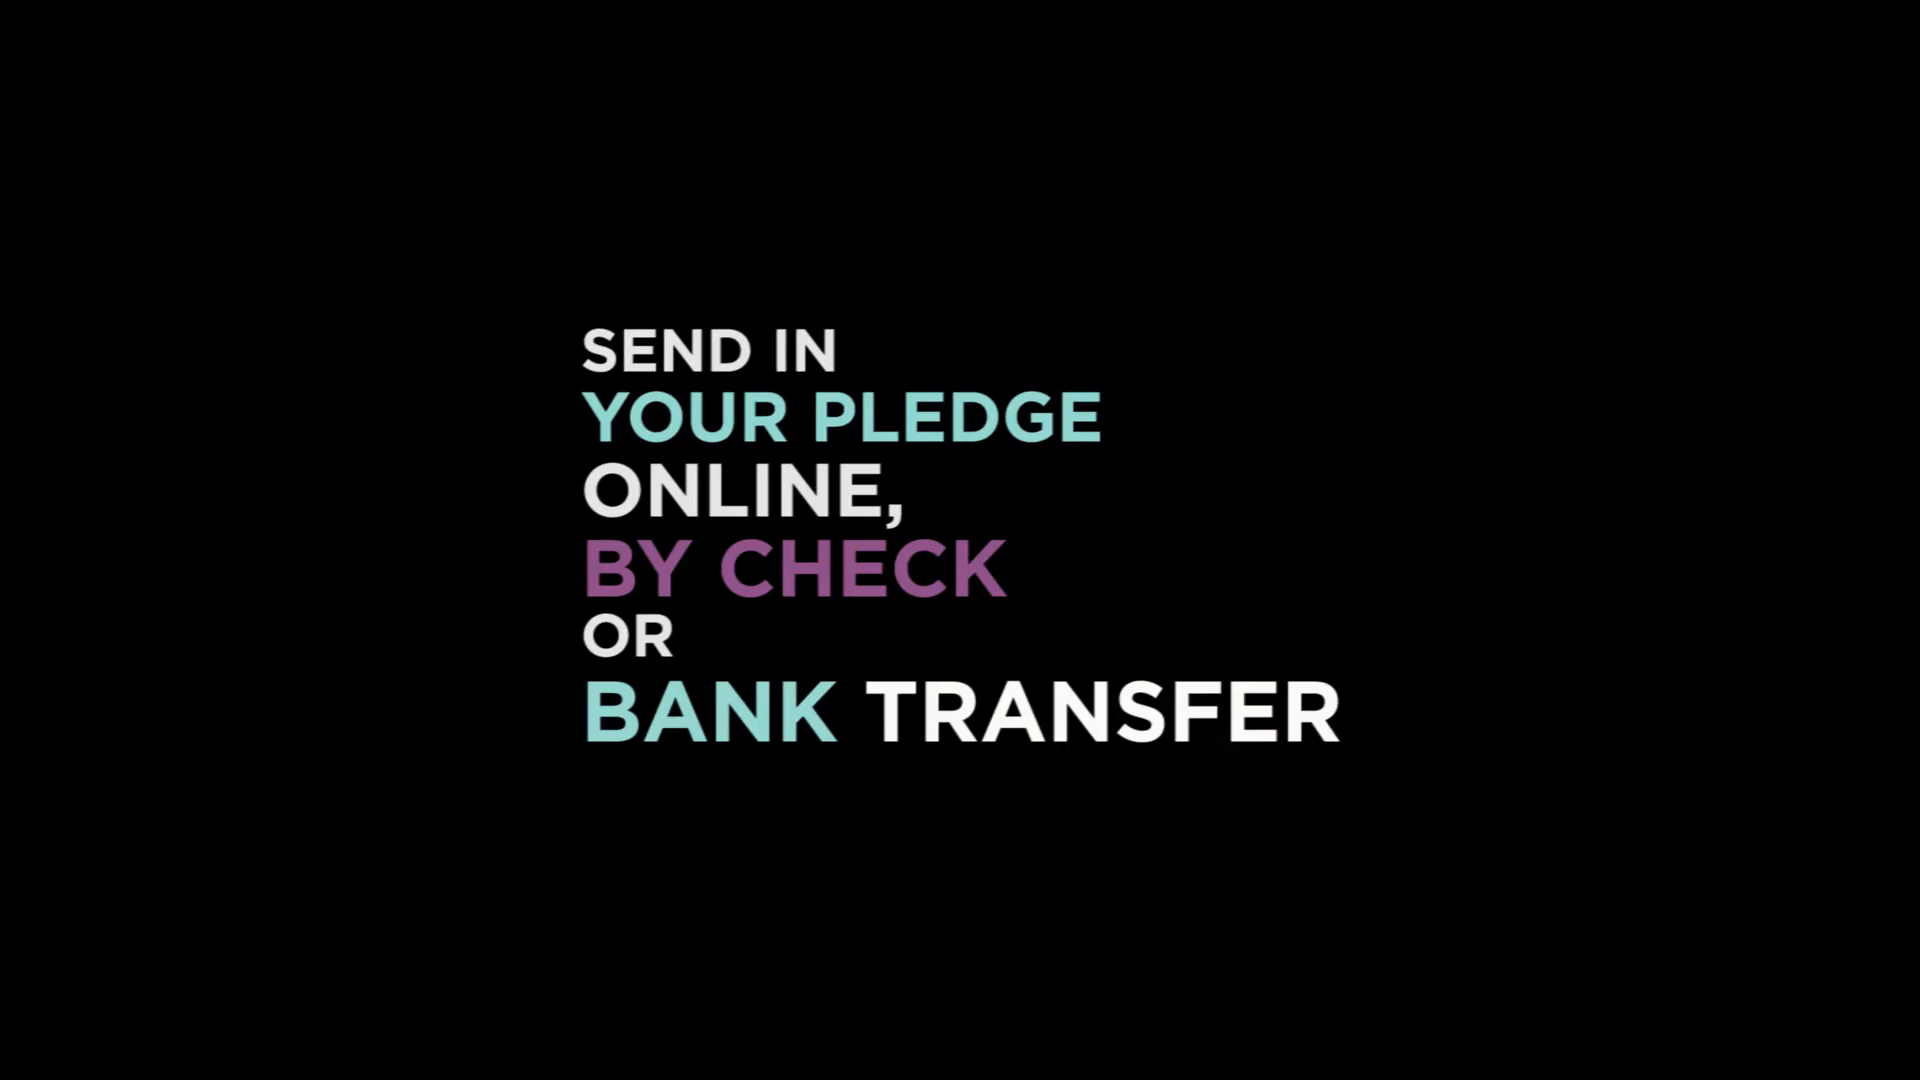 SEND IN
YOUR PLEDGE
ONLINE,
BY CHECK
OR
BANK TRANSFER